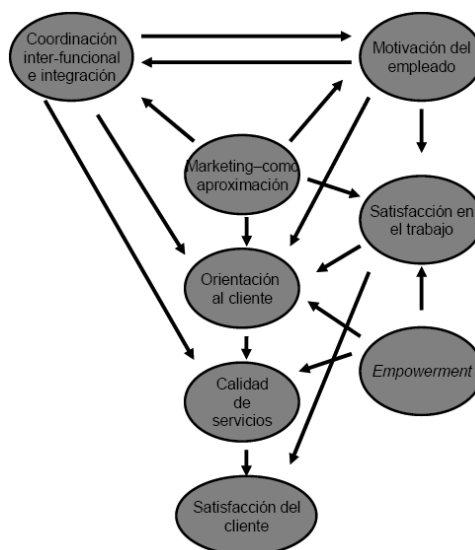 Coordinación
inter-funcional
e integración
Motivación del
empleado
Marketing–como
aproximación
Satisfacción en
el trabajo
Orientación
al cliente
Empowerment
Calidad
de
servicios
Satisfacción del
cliente